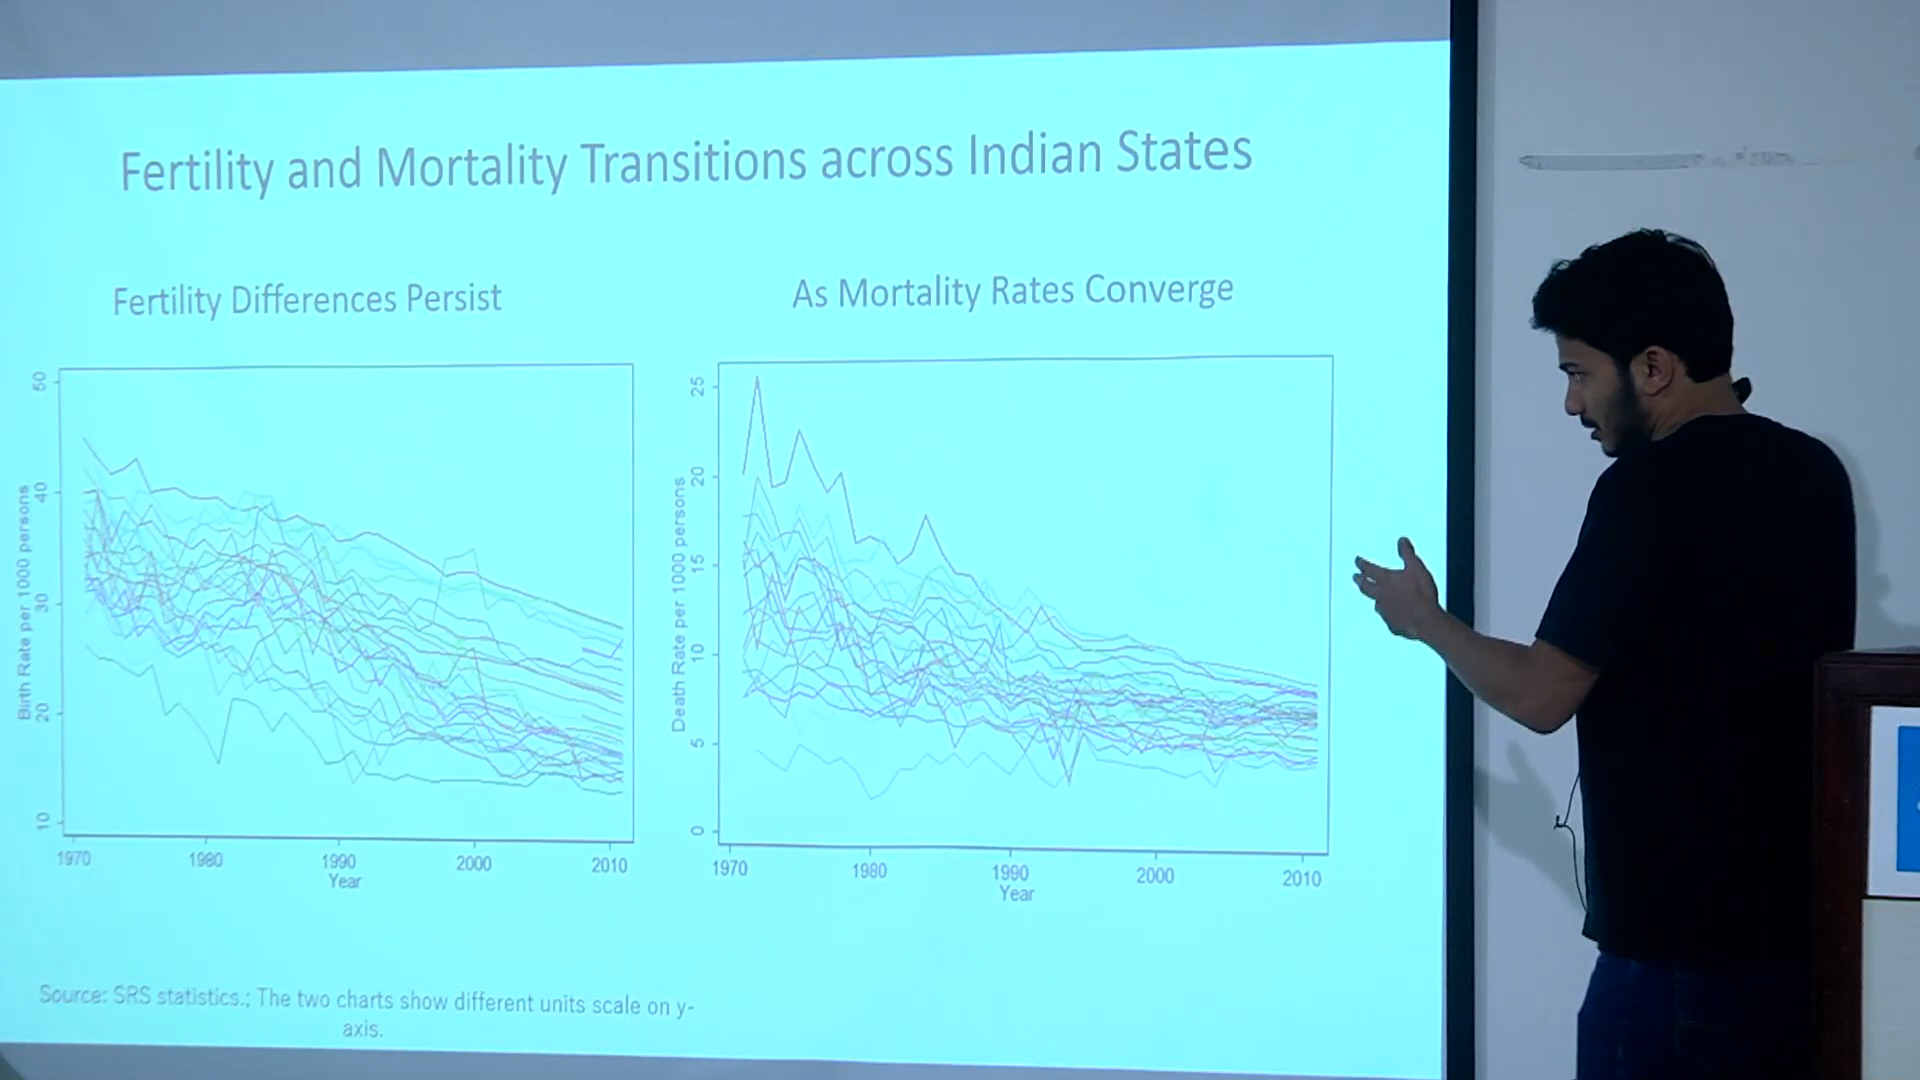 Fertility and Mortality Transitions across Indian States
Fertility Differences Persist
As Mortality Rates Converge
Birth Rate per 1000 persons
50
40
30
20
10
1970 1980 1990 2000 2010
Year
Death Rate per 1000 persons
25
20
15
10
5
0
1970 1980 1990 2000 2010
Year
Source: SRS statistics.; The two charts show different units scale on y-
axis.